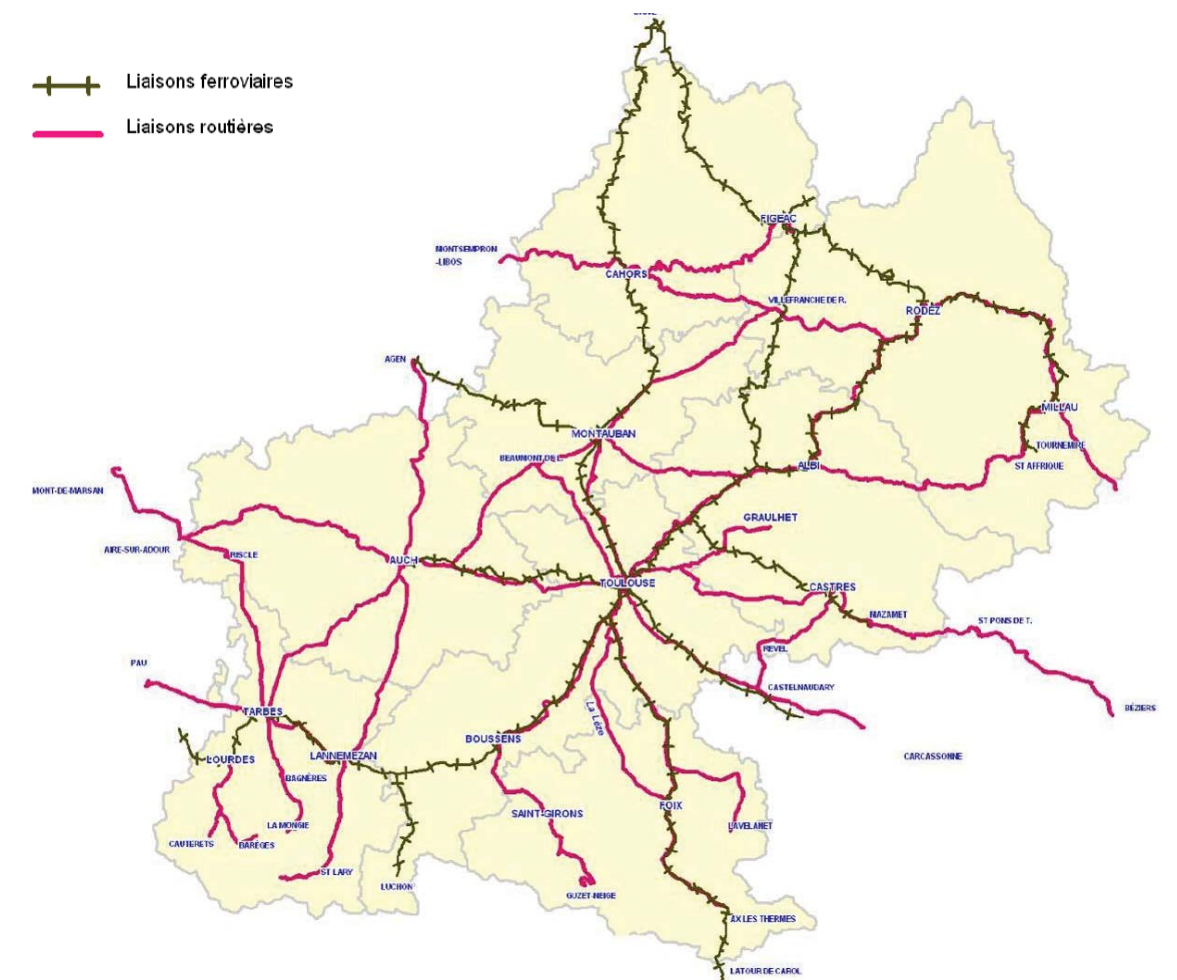 Liaisons ferroviaires
Liaisons routières
FIGEAC
MONTSEMPRON
-LIBOS
CAHORS
VILLEFRANCHE DE R.
RODEZ
AGEN
MILLAU
MONTAUBAN
TOURNEMIRE
BEAUMONT DE L.
ALBI
ST AFFRIQUE
MONT-DE-MARSAN
GRAULHET
AIRE-SUR-ADOUR
RISCLE
AUCH
TOULOUSE
CASTRES
MAZAMET
ST PONS DE T.
REVEL
PAU
CASTELNAUDARY
TARBES
La Lèze
BÉZIERS
BOUSSENS
LOURDES
LANNEMEZAN
CARCASSONNE
BAGNÈRES
FOIX
SAINT-GIRONS
LA MONGIE
LAVELANET
CAUTERETS
BARÈGES
ST LARY
LUCHON
GUZET-NEIGE
AX LES THERMES
LATOUR DE CAROL